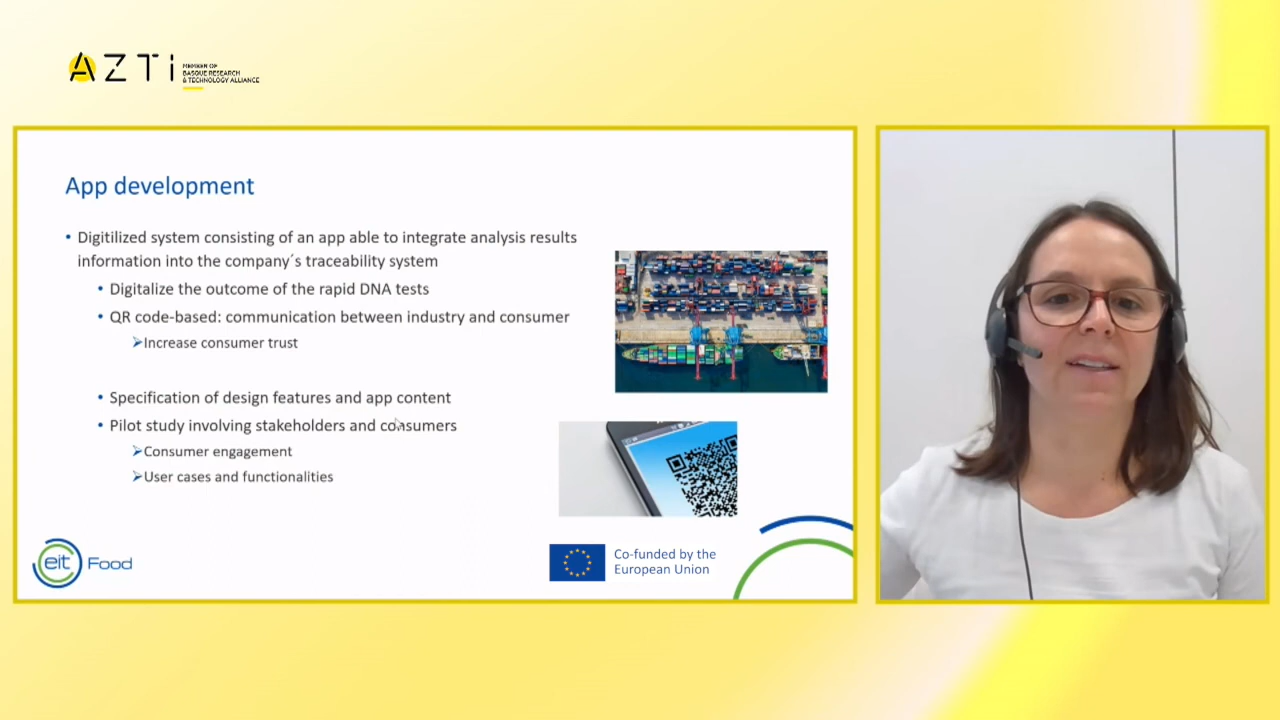 AZTi
MEMBER OF
BASQUE RESEARCH
& TECHNOLOGY ALLIANCE
App development
• Digitilized system consisting of an app able to integrate analysis results
information into the company´s traceability system
• Digitalize the outcome of the rapid DNA tests
• QR code-based: communication between industry and consumer
➢Increase consumer trust
• Specification of design features and app content
• Pilot study involving stakeholders and consumers
➢Consumer engagement
➢User cases and functionalities
eit Food
Co-funded by the
European Union